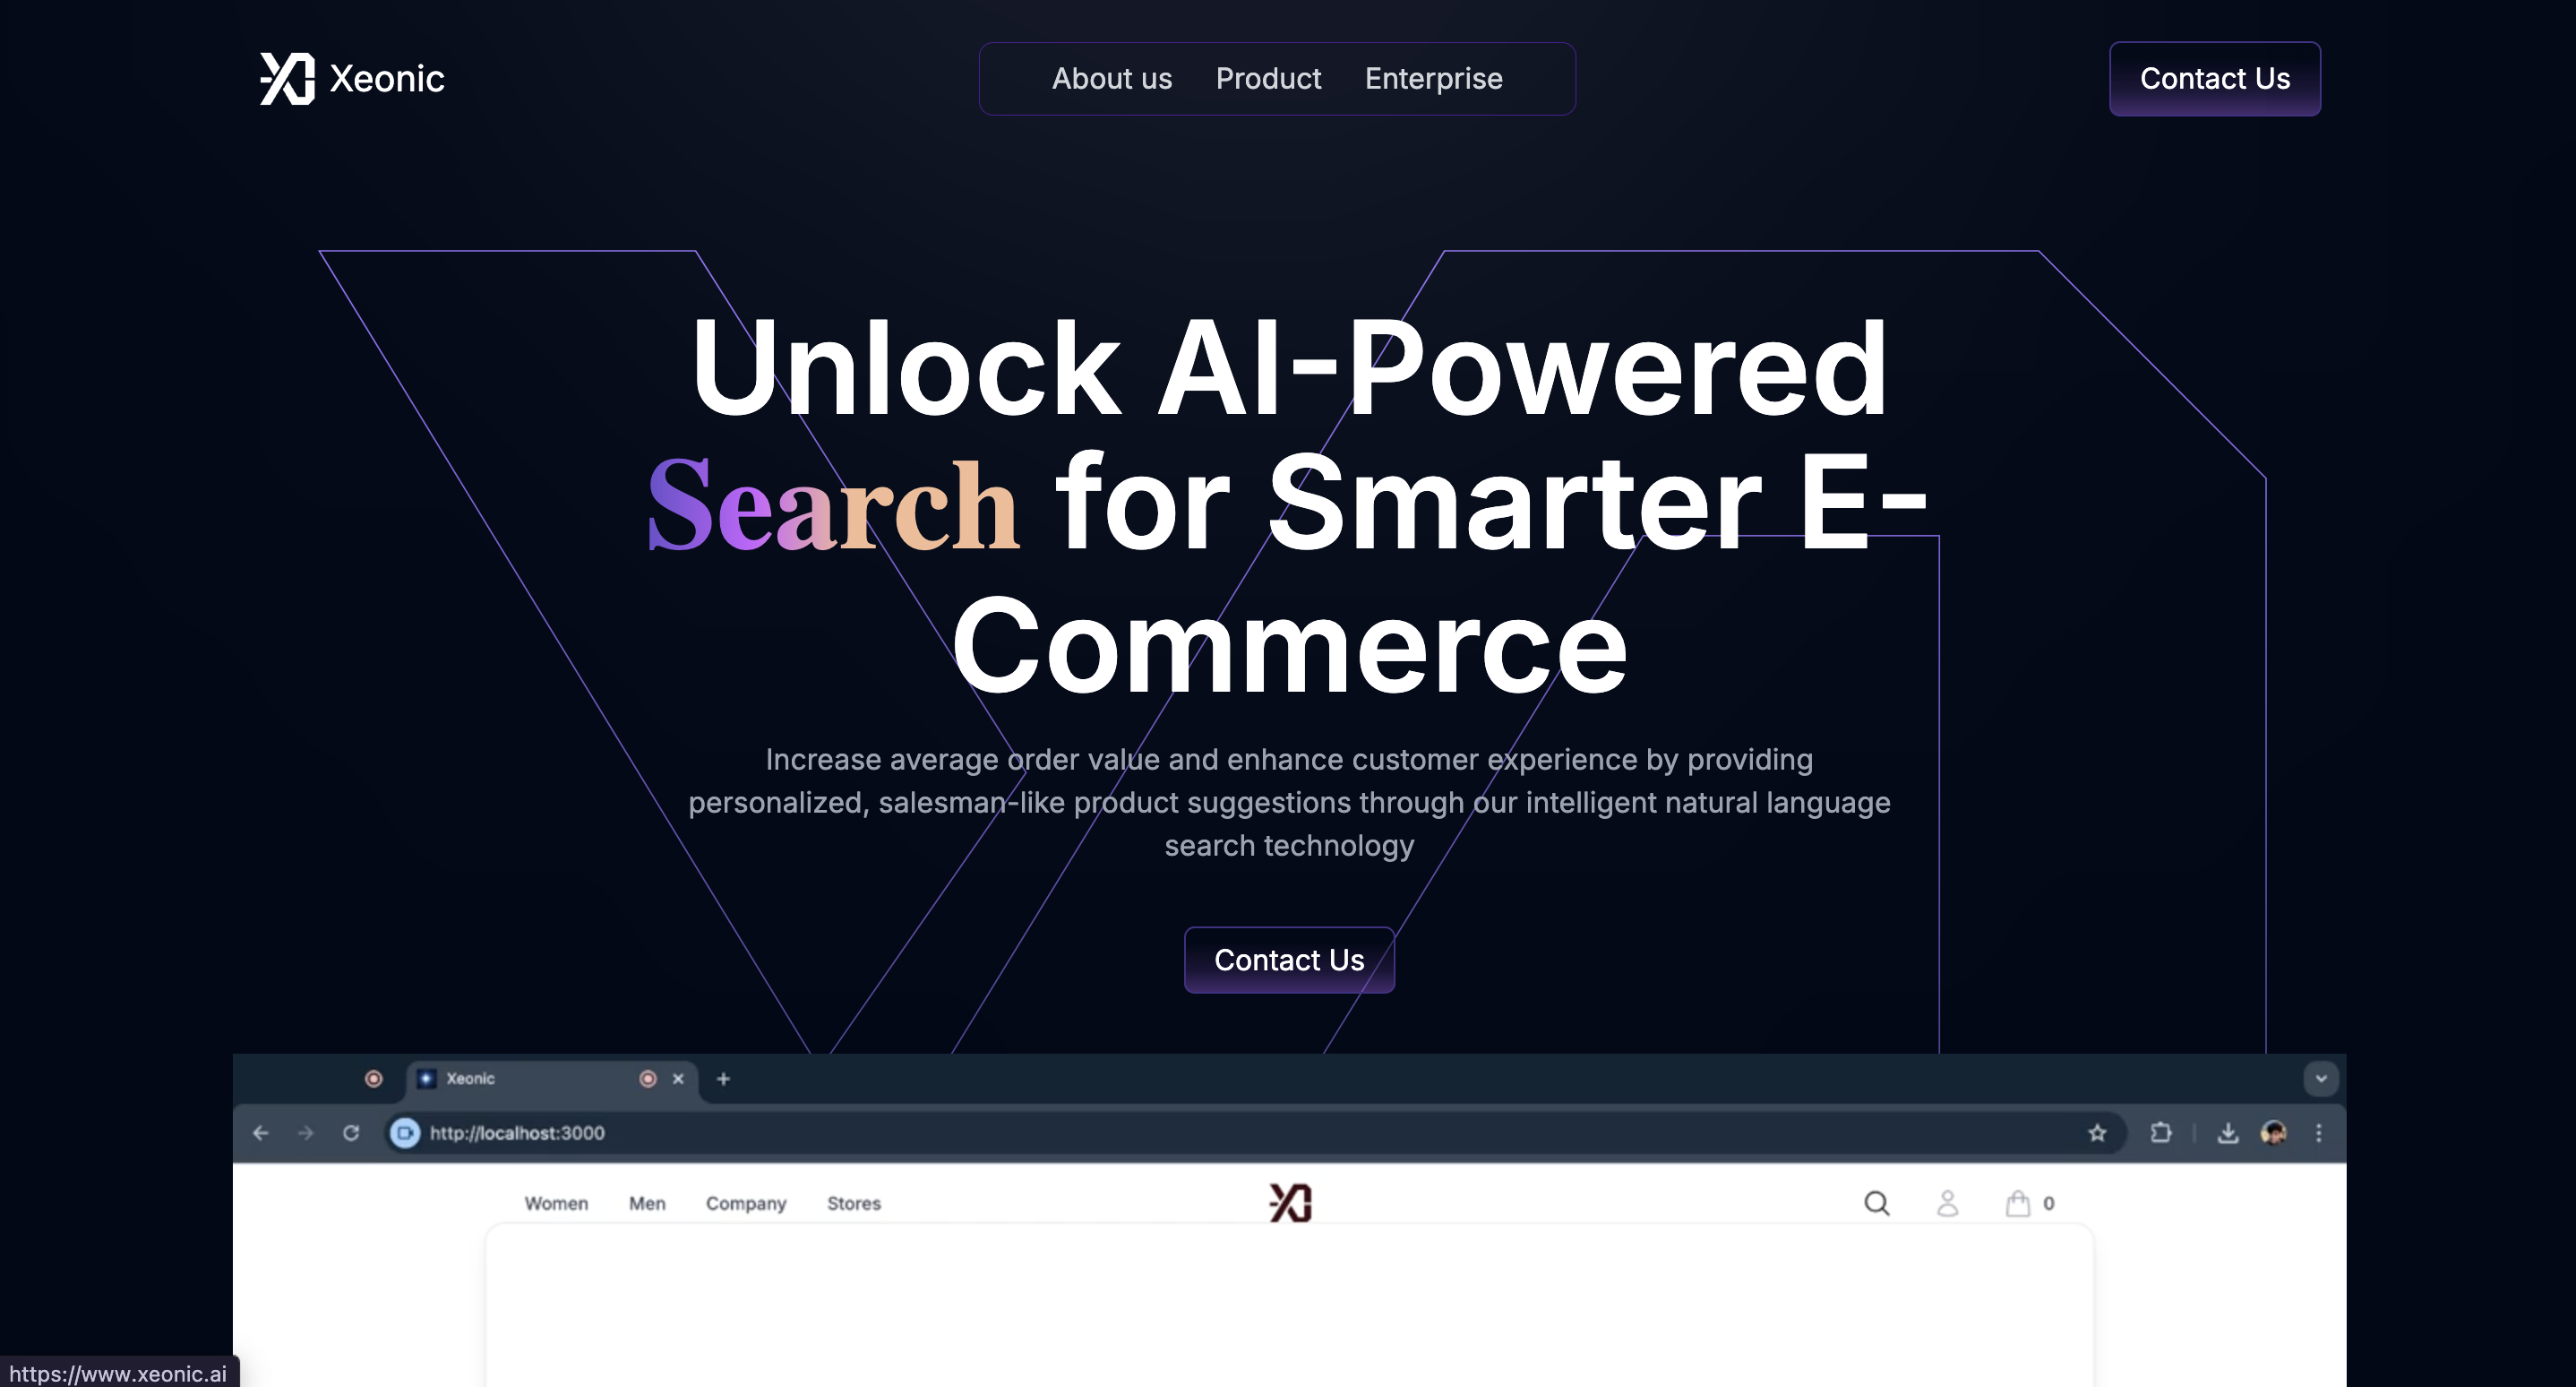 Xeonic
About us Product Enterprise
Contact Us
Unlock AI-Powered
Search for Smarter E-
Commerce
Increase average order value and enhance customer experience by providing
personalized, salesman-like product suggestions through our intelligent natural language
search technology
Contact Us
Xeonic
http://localhost:3000
Women Men Company Stores
0
https://www.xeonic.ai